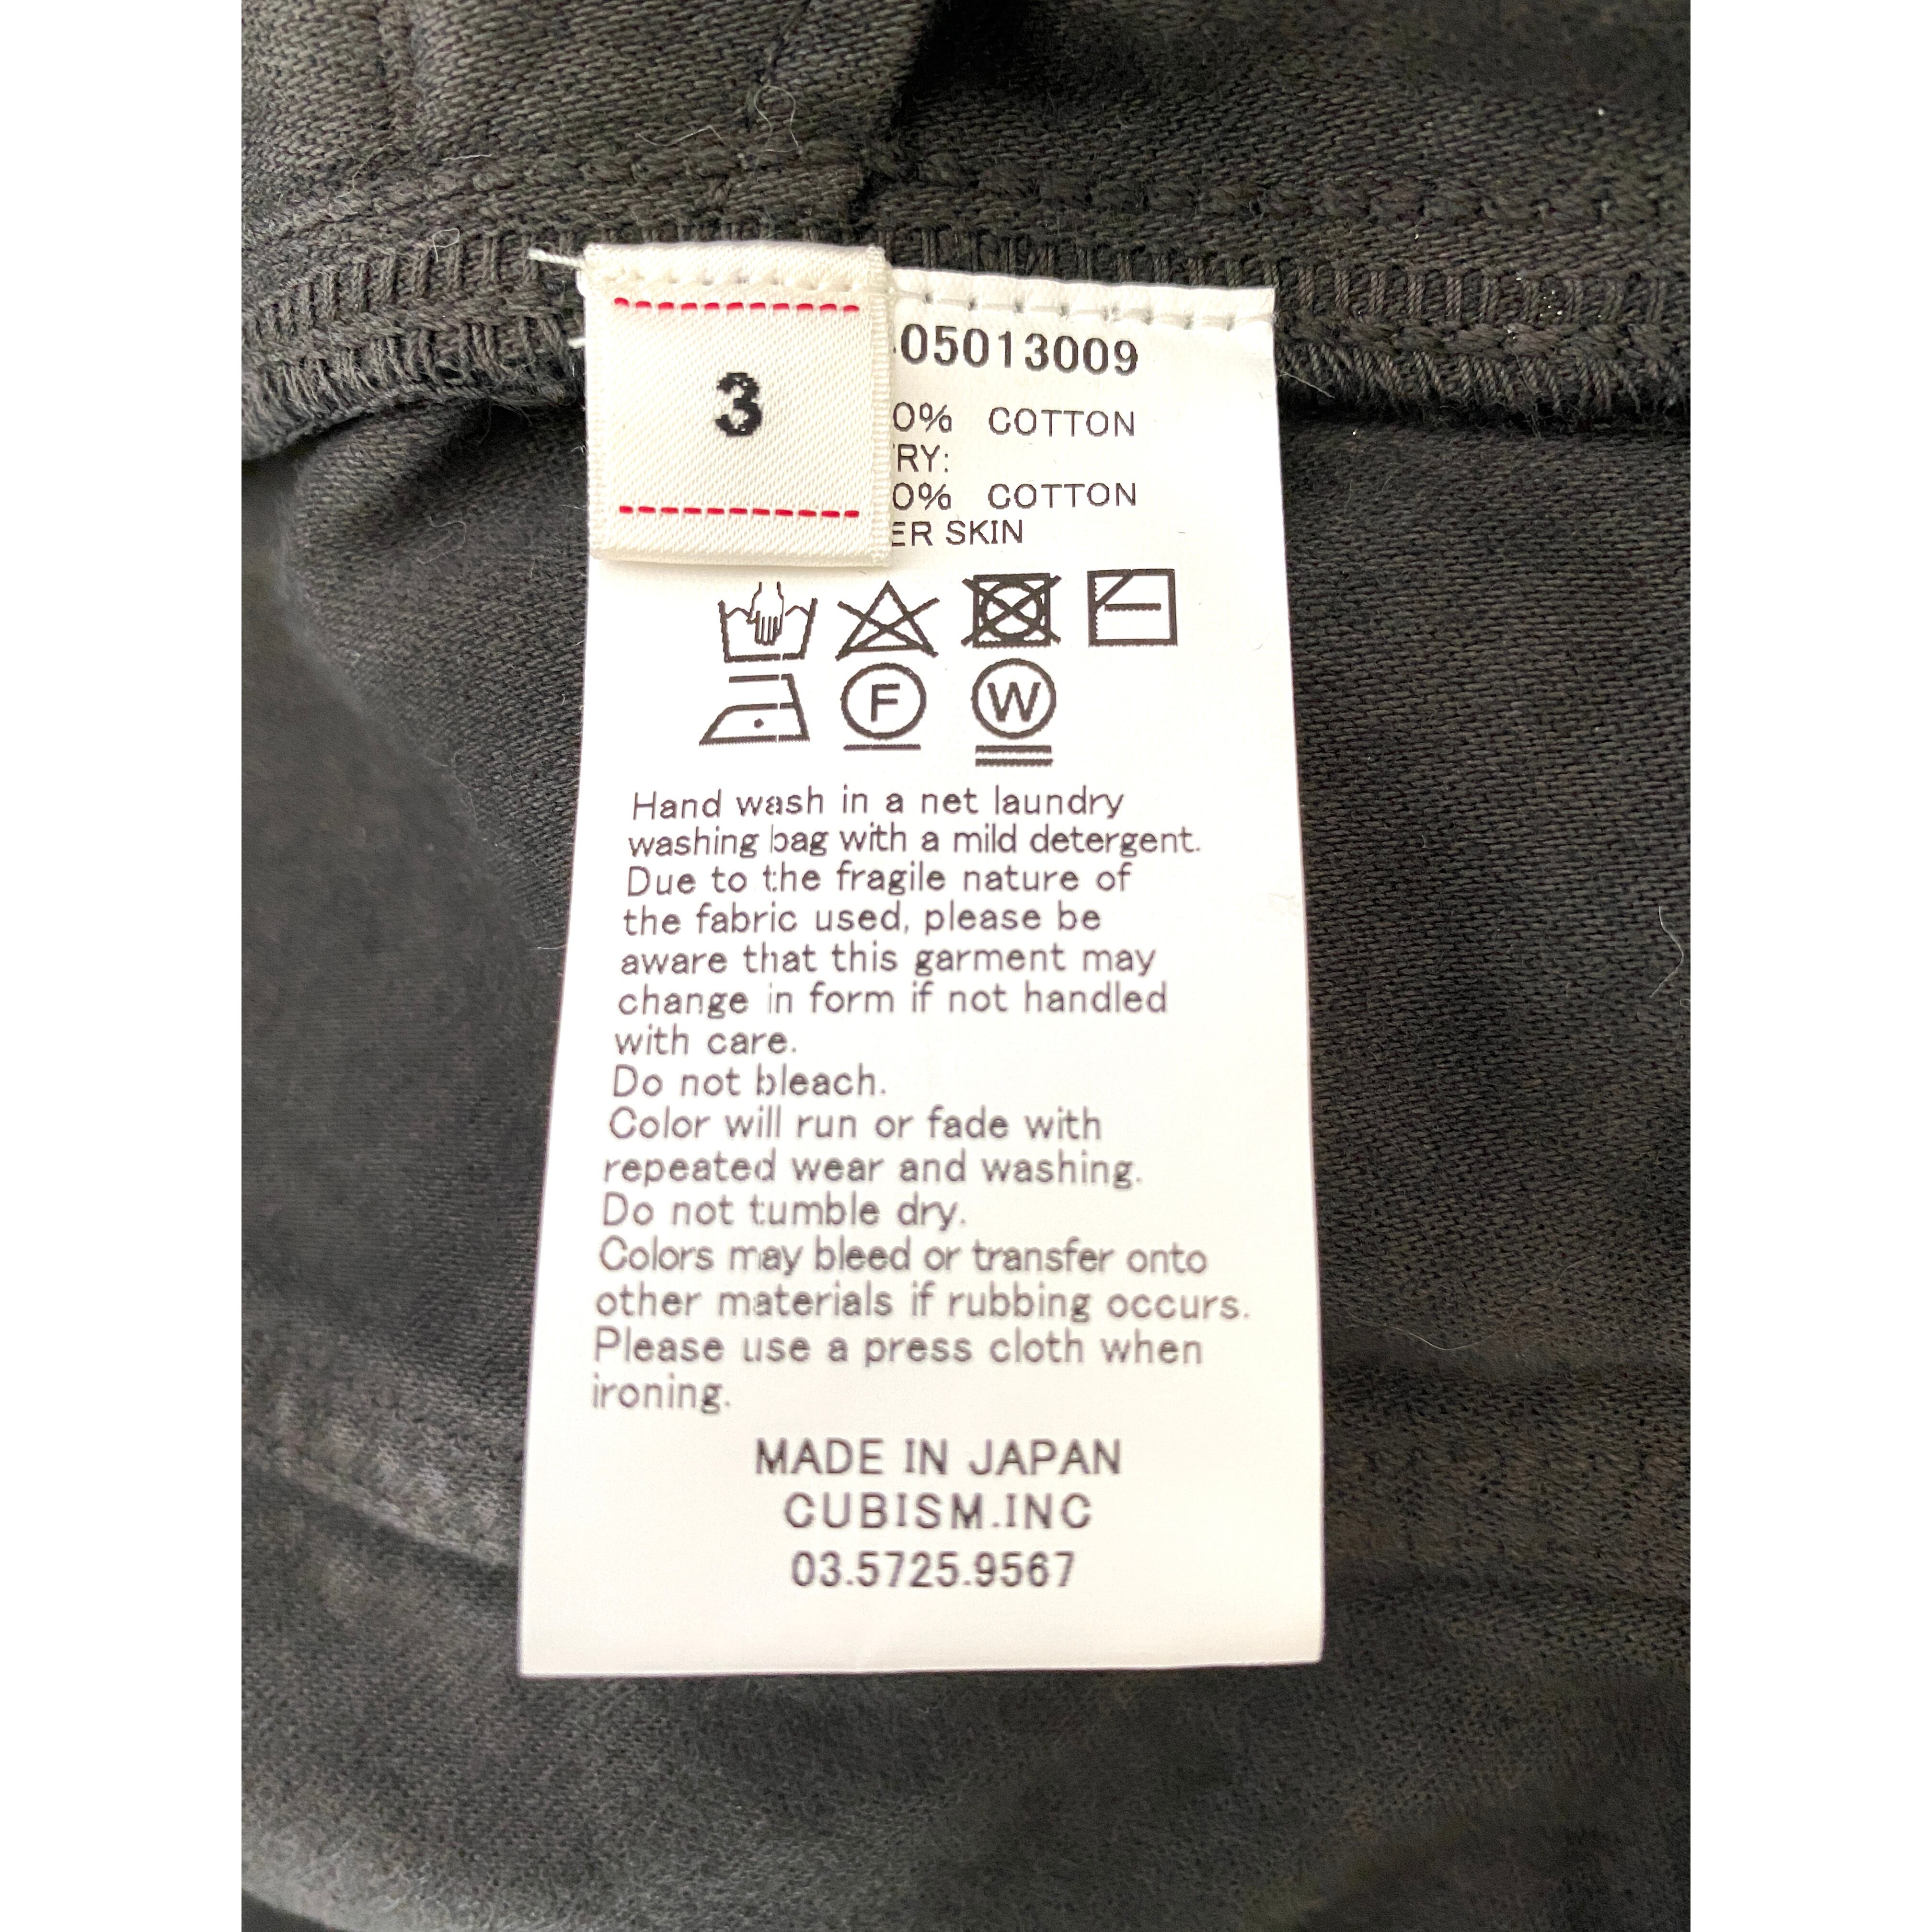 3
05013009
0% COTTON
RY:
0% COTTON
ER SKIN
F W
Hand wash in a net laundry
washing bag with a mild detergent.
Due to the fragile nature of
the fabric used, please be
aware that this garment may
change in form if not handled
with care.
Do not bleach.
Color will run or fade with
repeated wear and washing.
Do not tumble dry.
Colors may bleed or transfer onto
other materials if rubbing occurs.
Please use a press cloth when
ironing.
MADE IN JAPAN
CUBISM.INC
03.5725.9567